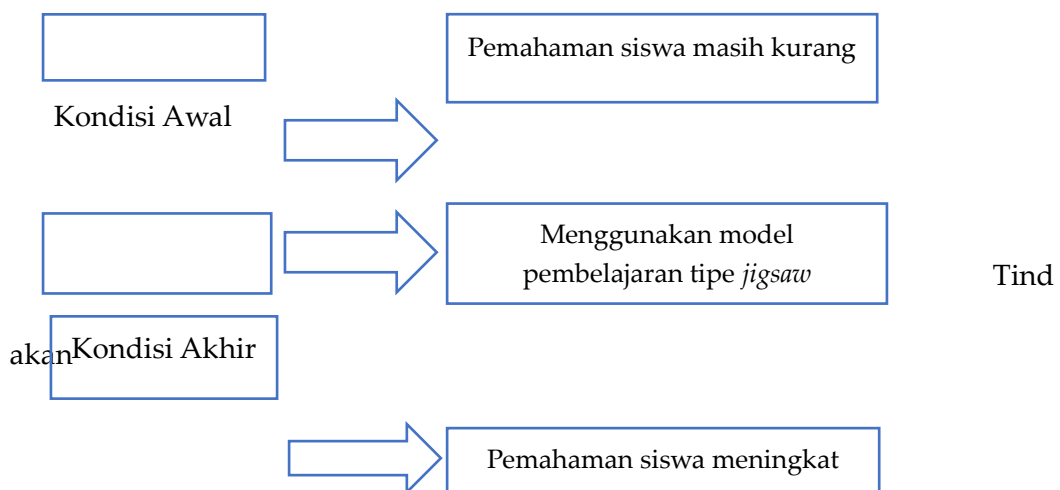 Pemahaman siswa masih kurang
Kondisi Awal
Menggunakan model
pembelajaran tipe jigsaw
Tind
akan
Kondisi Akhir
Pemahaman siswa meningkat